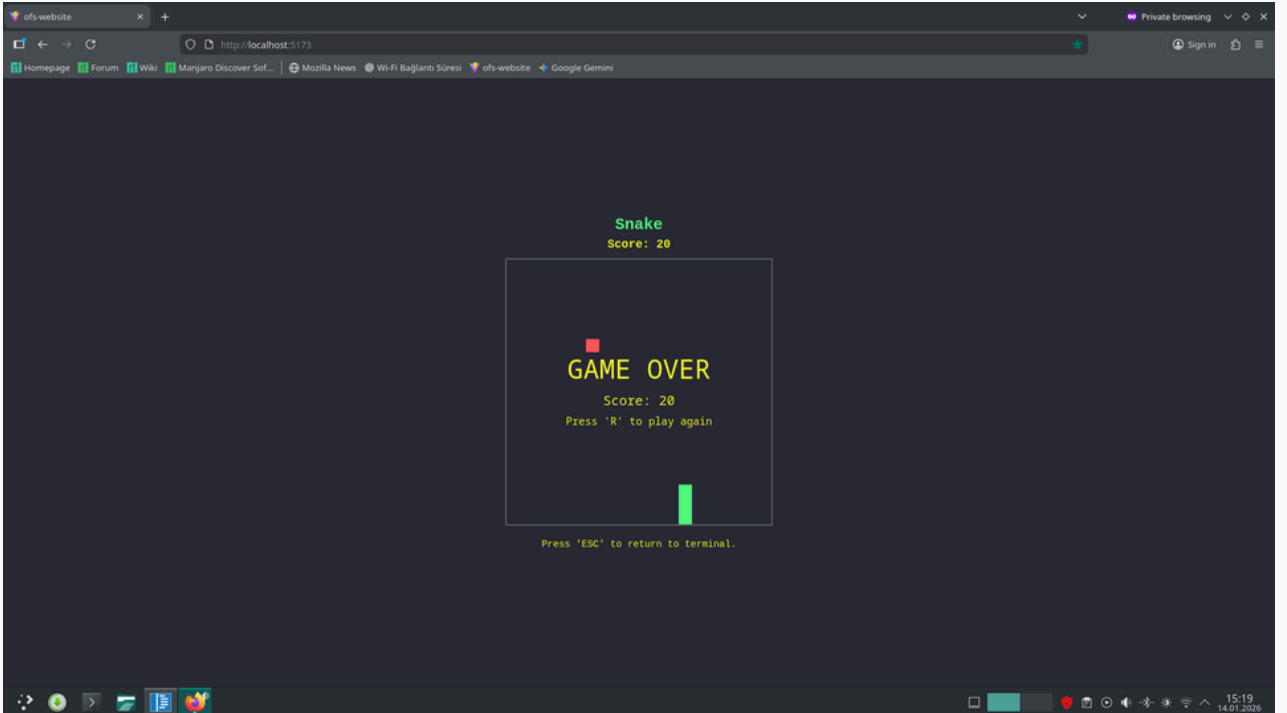 ofs-website
Private browsing
http://localhost:5173
Sign in
Homepage Forum Wiki Manjaro Discover Sof... Mozilla News Wi-Fi Bağlantı Süresi ofs-website Google Gemini
Snake
Score: 20
GAME OVER
Score: 20
Press 'R' to play again
Press 'ESC' to return to terminal.
15:19
14.01.2026